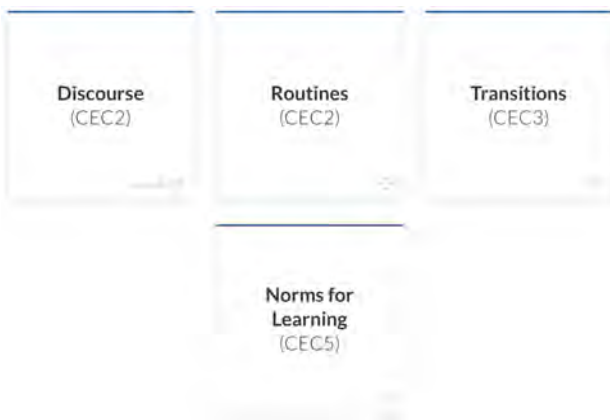 Discourse
(CEC2)
Routines
(CEC2)
Transitions
(CEC3)
Norms for
Learning
(CEC5)